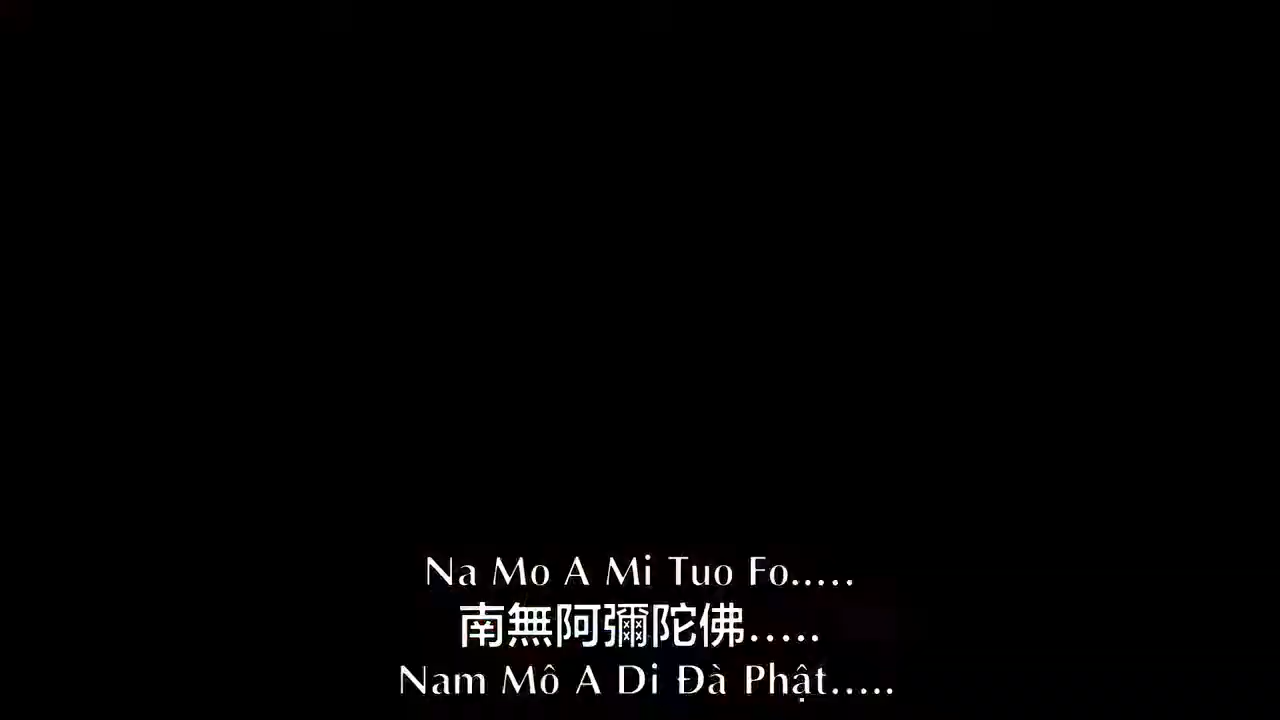 Na Mo A Mi Tuo Fo.....
南無阿彌陀佛.....
Nam Mô A Di Đà Phật.....